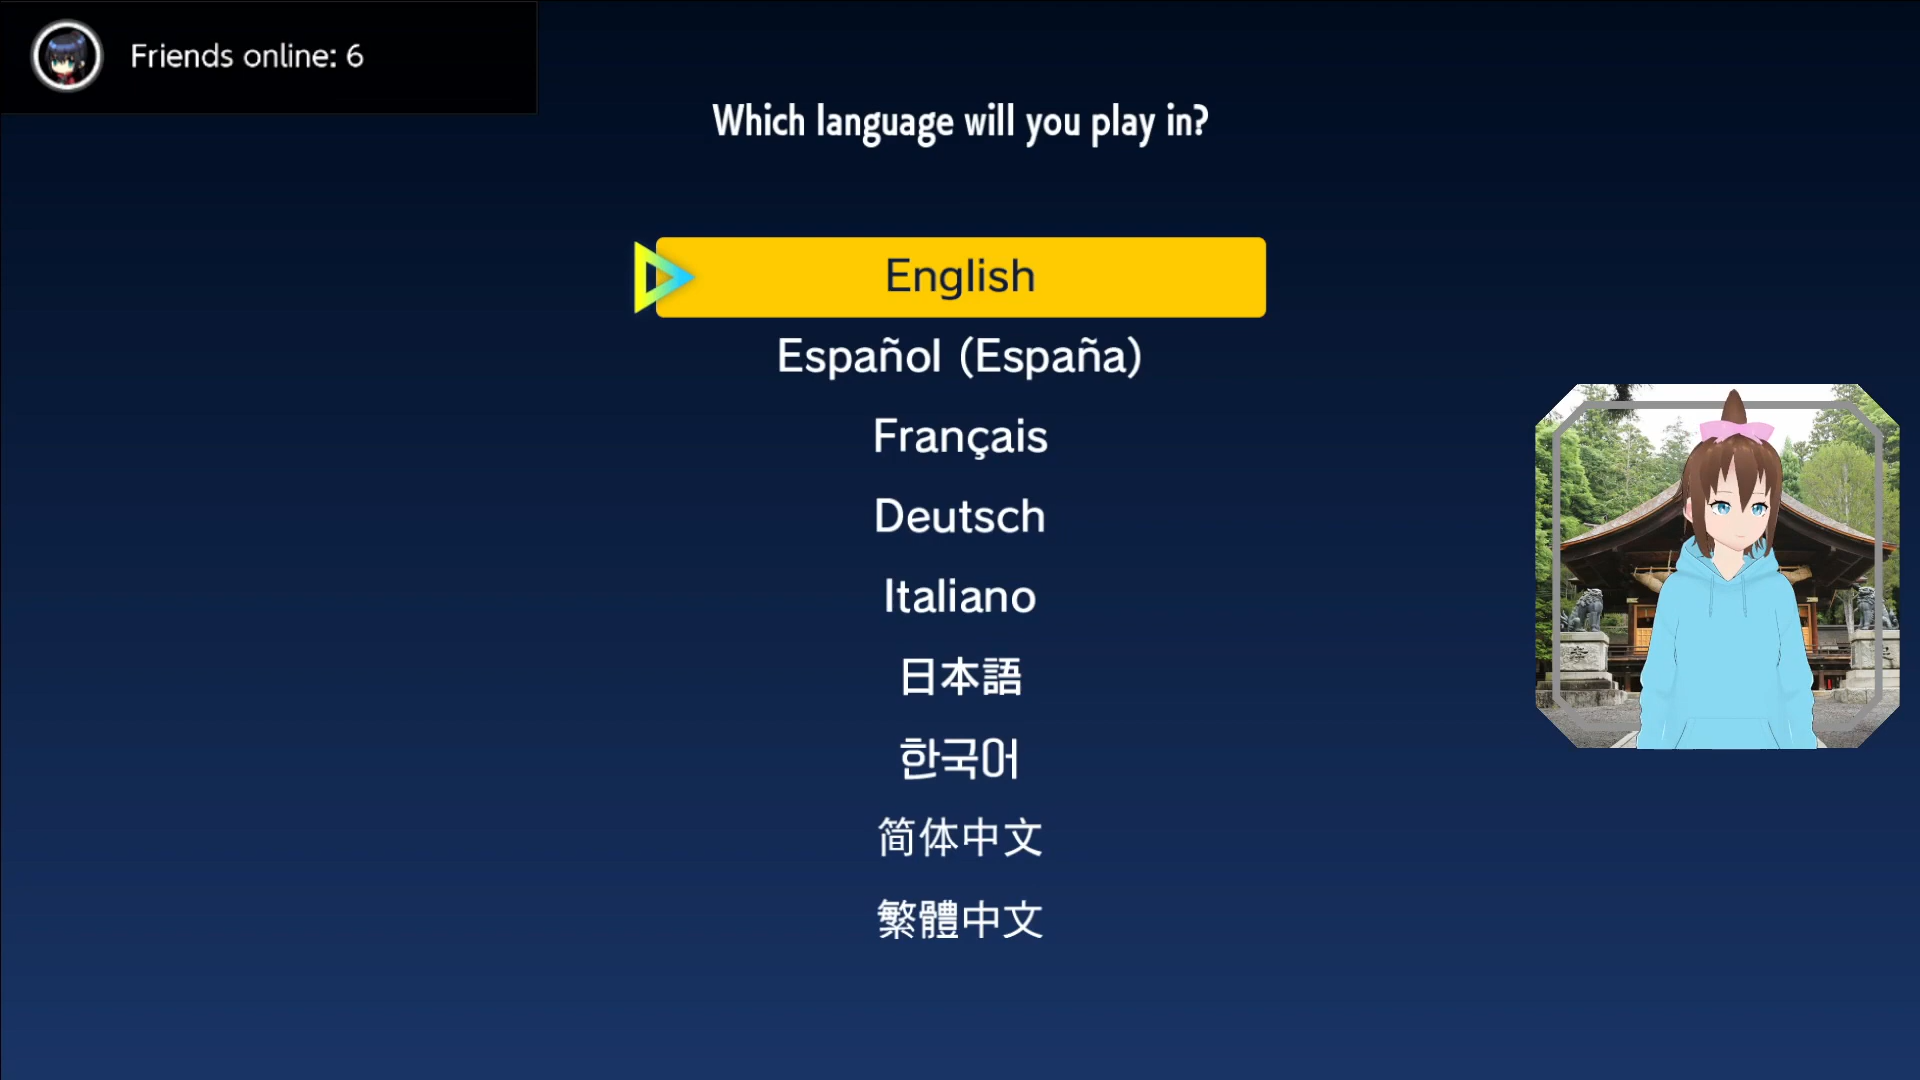 Friends online: 6
Which language will you play in?
English
Español (España)
Français
Deutsch
Italiano
日本語
한국어
简体中文
繁體中文